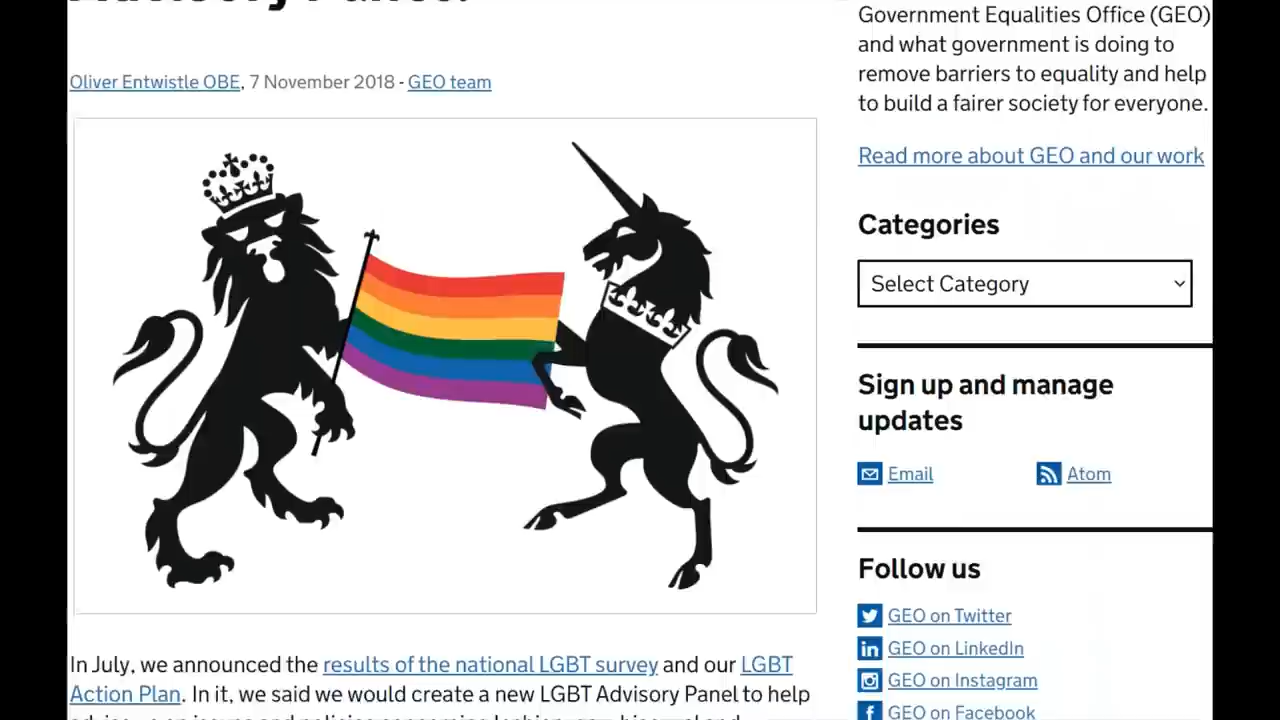 Oliver Entwistle OBE, 7 November 2018 - GEO team
In July, we announced the results of the national LGBT survey and our LGBT
Action Plan. In it, we said we would create a new LGBT Advisory Panel to help
Government Equalities Office (GEO)
and what government is doing to
remove barriers to equality and help
to build a fairer society for everyone.
Read more about GEO and our work
Categories
Select Category
Sign up and manage
updates
Email
Atom
Follow us
GEO on Twitter
GEO on LinkedIn
GEO on Instagram
GEO on Facebook